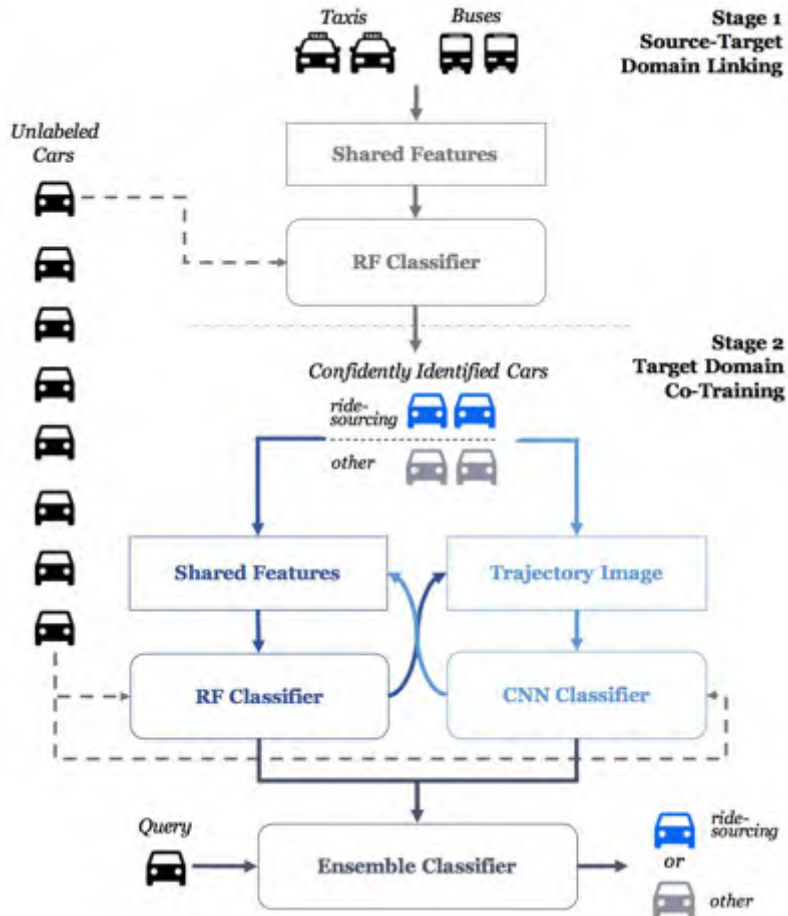 Taxis
Buses
Stage 1
Source-Target
Domain Linking
Unlabeled
Cars
Shared Features
RF Classifier
Stage 2
Target Domain
Co-Training
Confidently Identified Cars
ride-
sourcing
other
Shared Features
Trajectory Image
RF Classifier
CNN Classifier
Query
Ensemble Classifier
ride-
sourcing
or
other